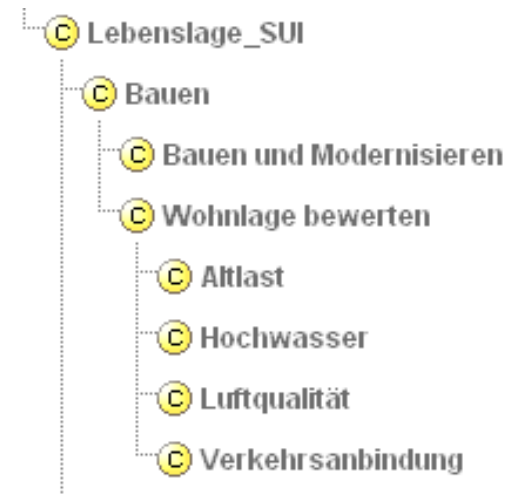 C Lebenslage_SUI
C Bauen
C Bauen und Modernisieren
C Wohnlage bewerten
C Altlast
C Hochwasser
C Luftqualität
C Verkehrsanbindung